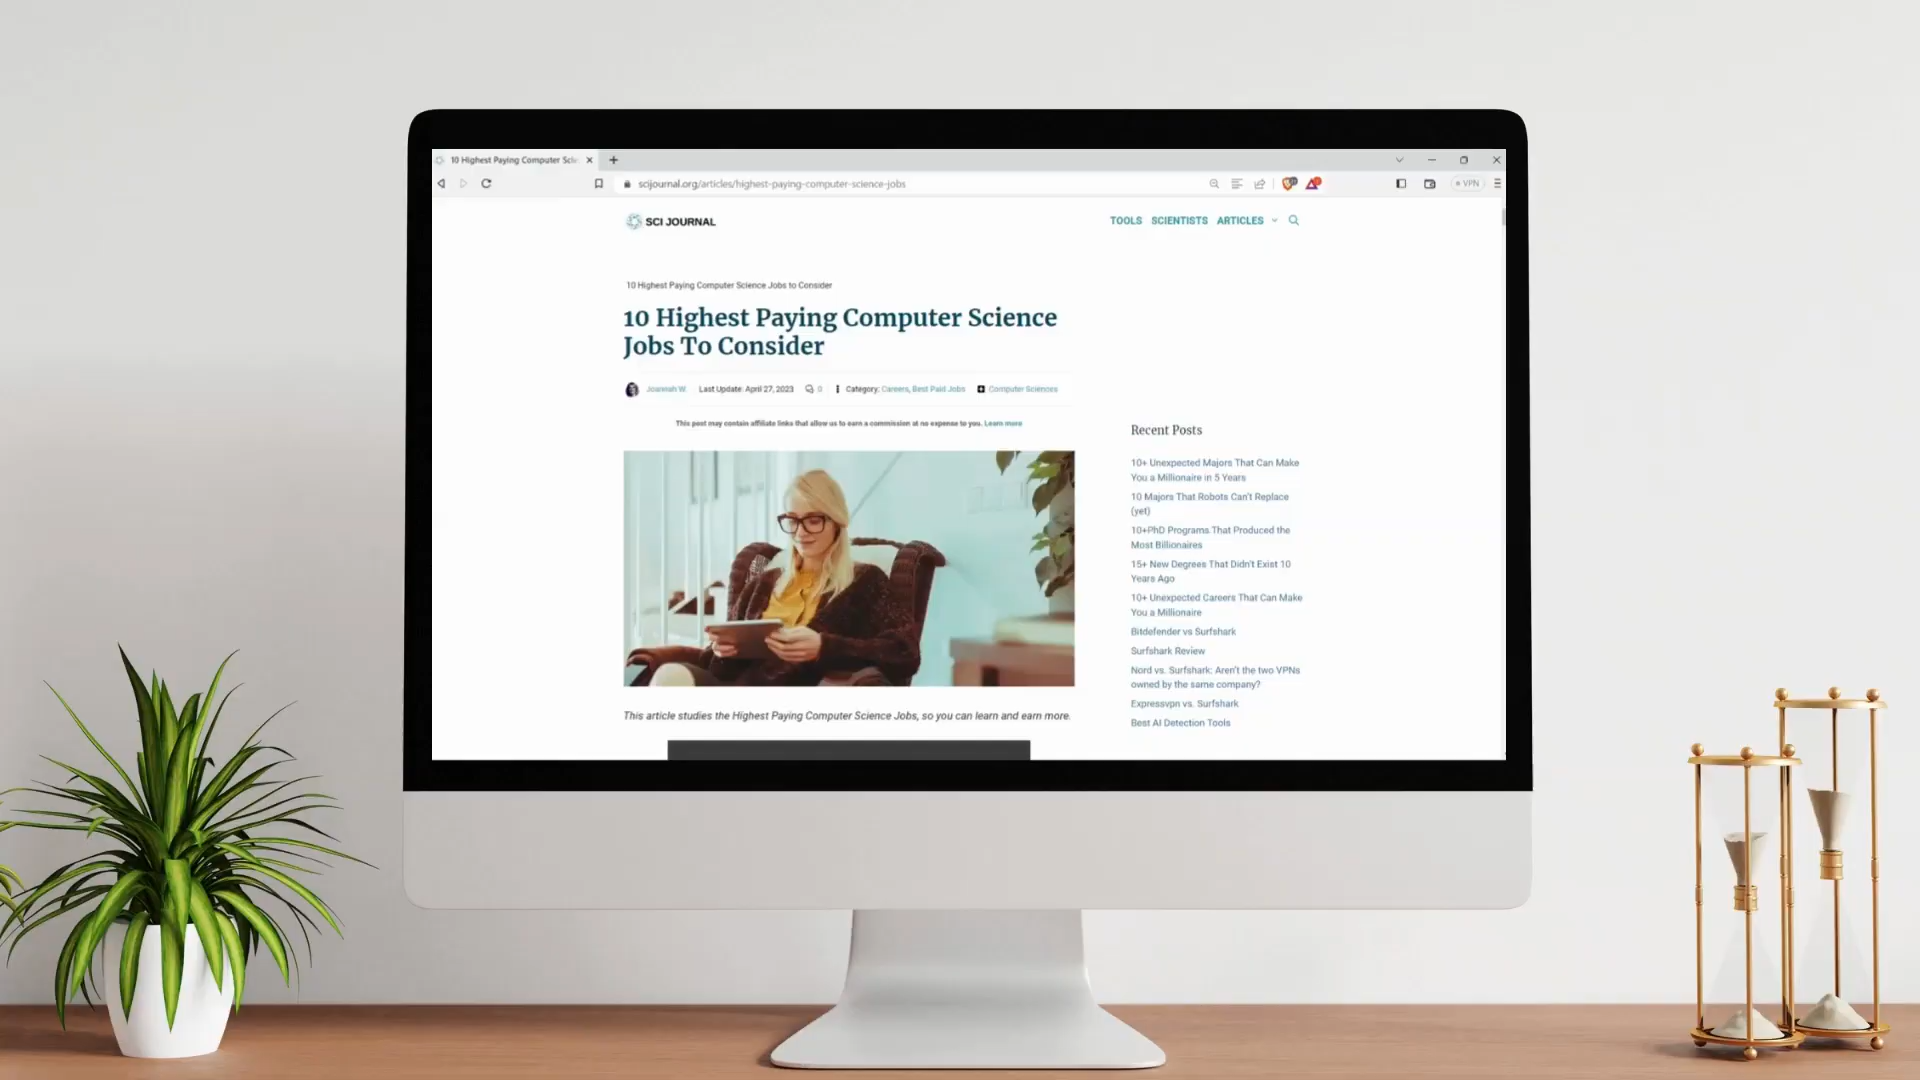 10 Highest Paying Computer Scie
scijournal.org/articles/highest-paying-computer-science-jobs
VPN
SCI JOURNAL
TOOLS SCIENTISTS ARTICLES
10 Highest Paying Computer Science Jobs to Consider
10 Highest Paying Computer Science
Jobs To Consider
Joannah W. Last Update: April 27, 2023 0 Category: Careers, Best Paid Jobs Computer Sciences
This post may contain affiliate links that allow us to earn a commission at no expense to you. Learn more
This article studies the Highest Paying Computer Science Jobs, so you can learn and earn more.
Recent Posts
10+ Unexpected Majors That Can Make
You a Millionaire in 5 Years
10 Majors That Robots Can't Replace
(yet)
10+PhD Programs That Produced the
Most Billionaires
15+ New Degrees That Didn't Exist 10
Years Ago
10+ Unexpected Careers That Can Make
You a Millionaire
Bitdefender vs Surfshark
Surfshark Review
Nord vs. Surfshark: Aren't the two VPNs
owned by the same company?
Expressvpn vs. Surfshark
Best AI Detection Tools